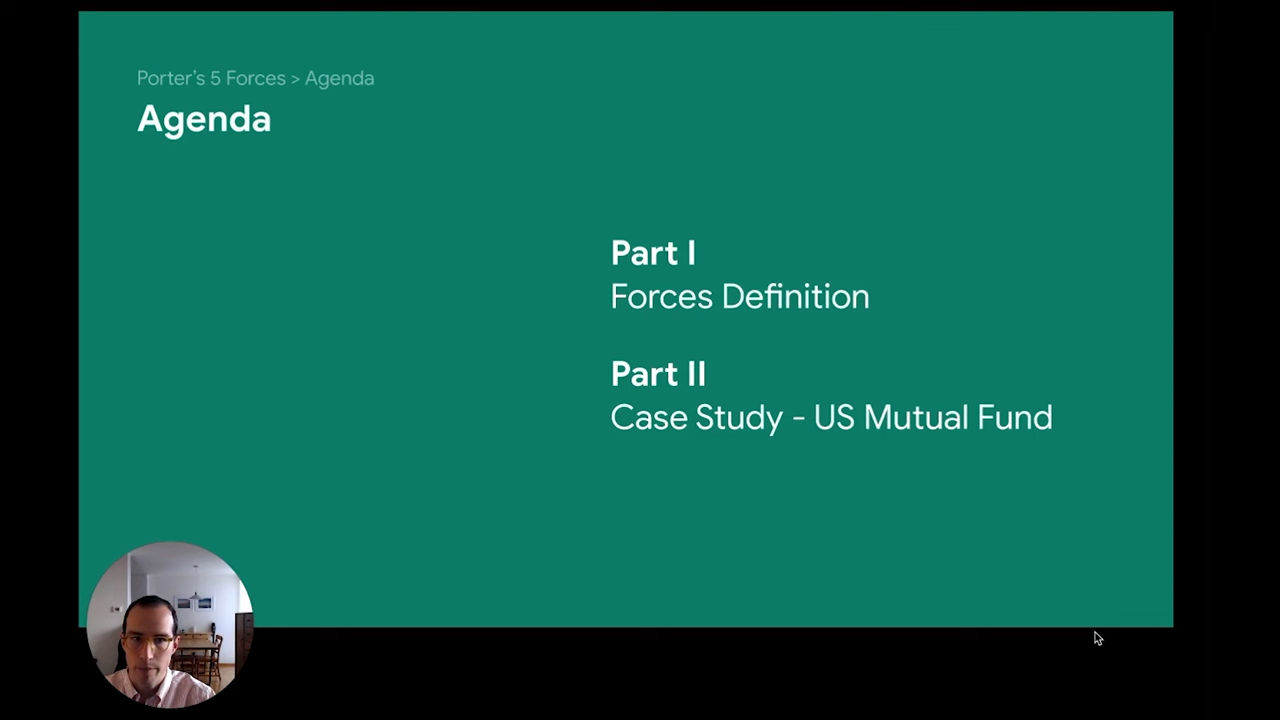 Porter's 5 Forces > Agenda
Agenda
Part I
Forces Definition
Part II
Case Study - US Mutual Fund